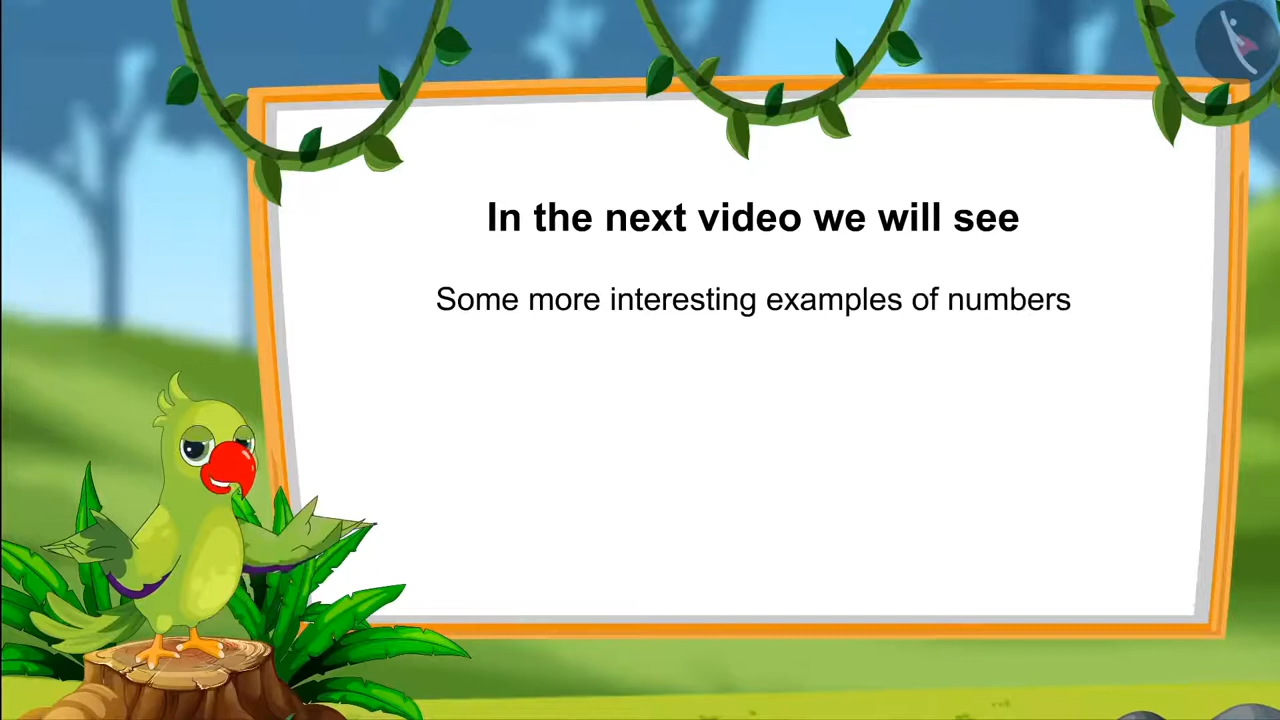 In the next video we will see
Some more interesting examples of numbers